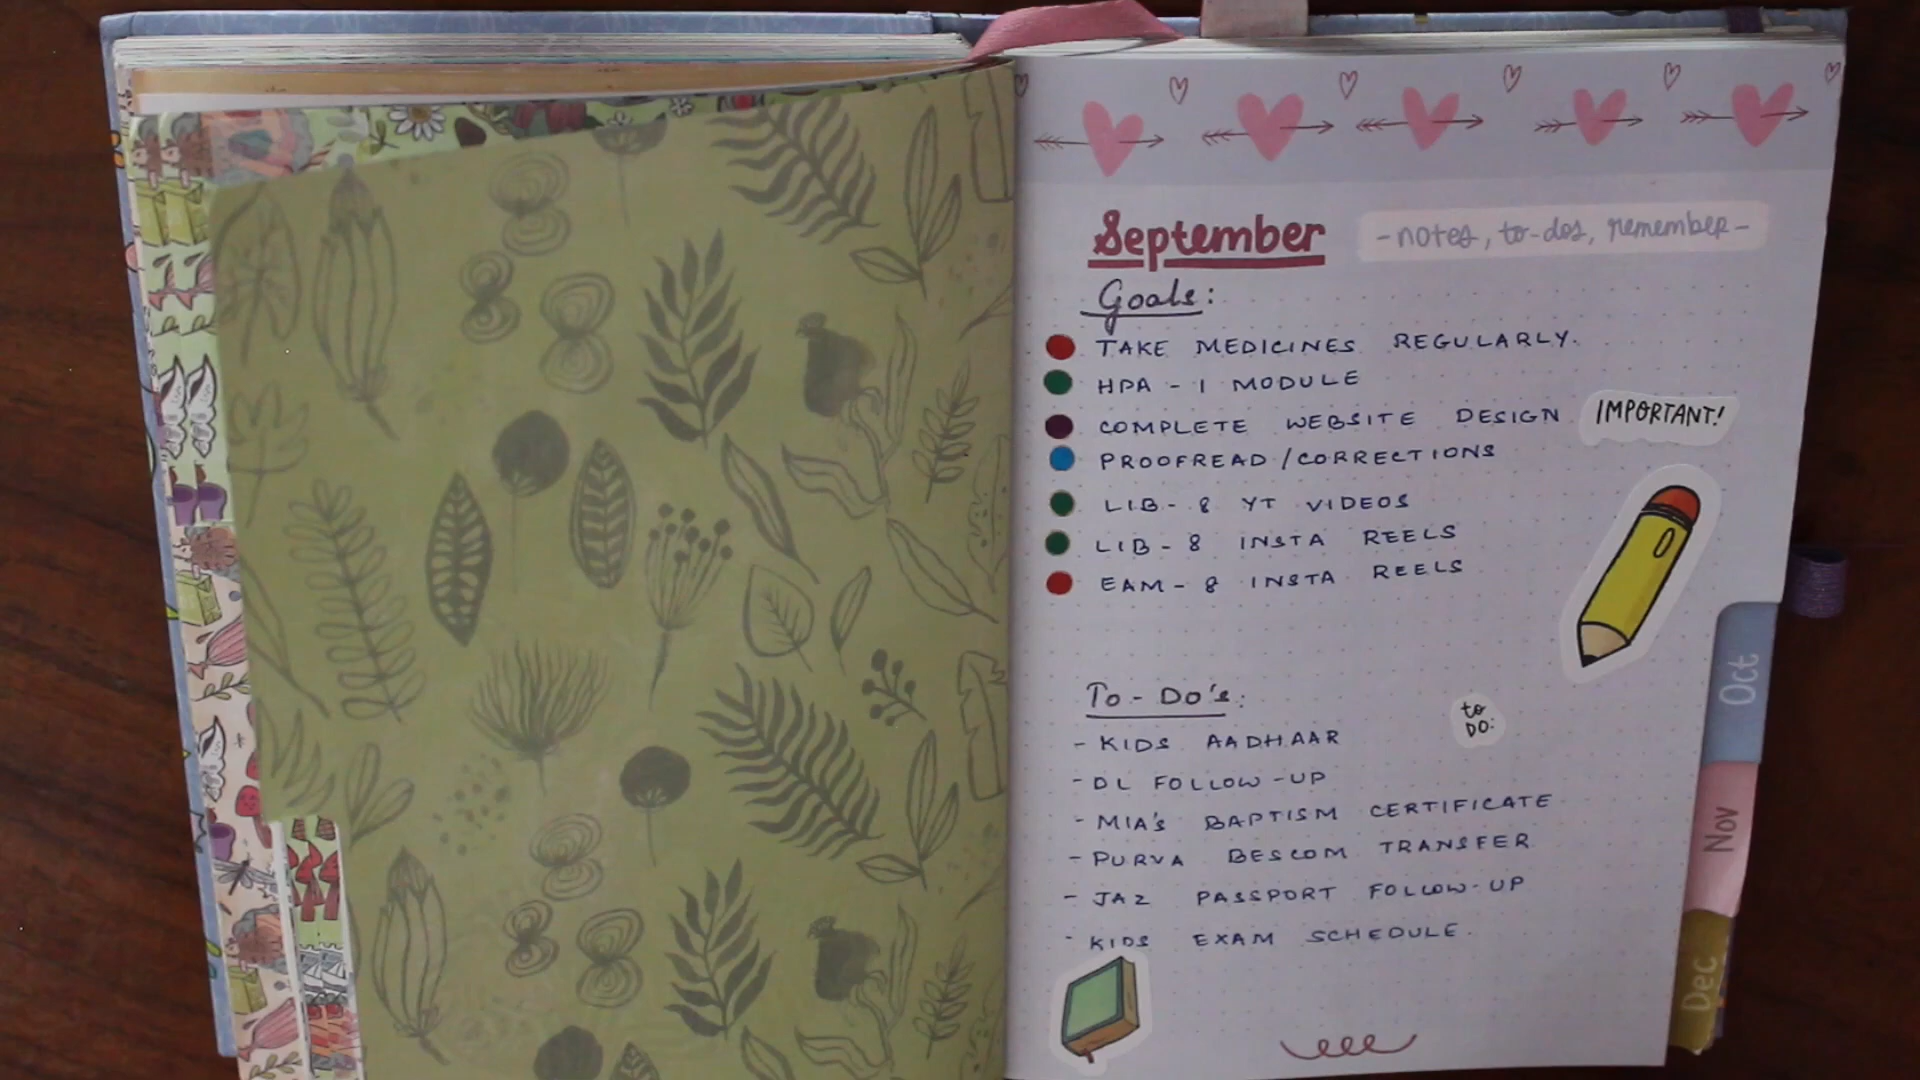 September
-notes, to-dos, remember-
Goals:
TAKE MEDICINES REGULARLY.
HPA - 1 MODULE
COMPLETE WEBSITE DESIGN
IMPORTANT!
PROOFREAD/CORRECTIONS
LIB - 8 YT VIDEOS
LIB - 8 INSTA REELS
EAM - 8 INSTA REELS
Oct
To - Do's:
to
DO:
- KIDS AADHAAR
- DL FOLLOW-UP
- MIA's BAPTISM CERTIFICATE
Nov
- PURVA BESCOM TRANSFER
- JAZ PASSPORT FOLLOW-UP
- KIDS EXAM SCHEDULE.
Dec